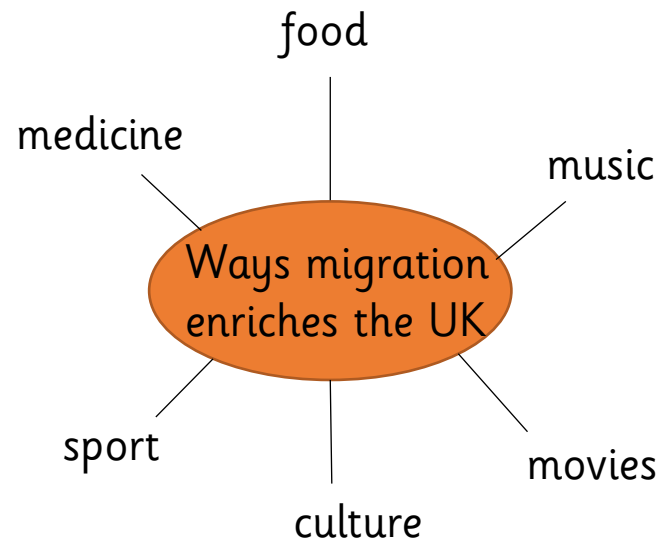 food
medicine
music
Ways migration
enriches the UK
sport
movies
culture